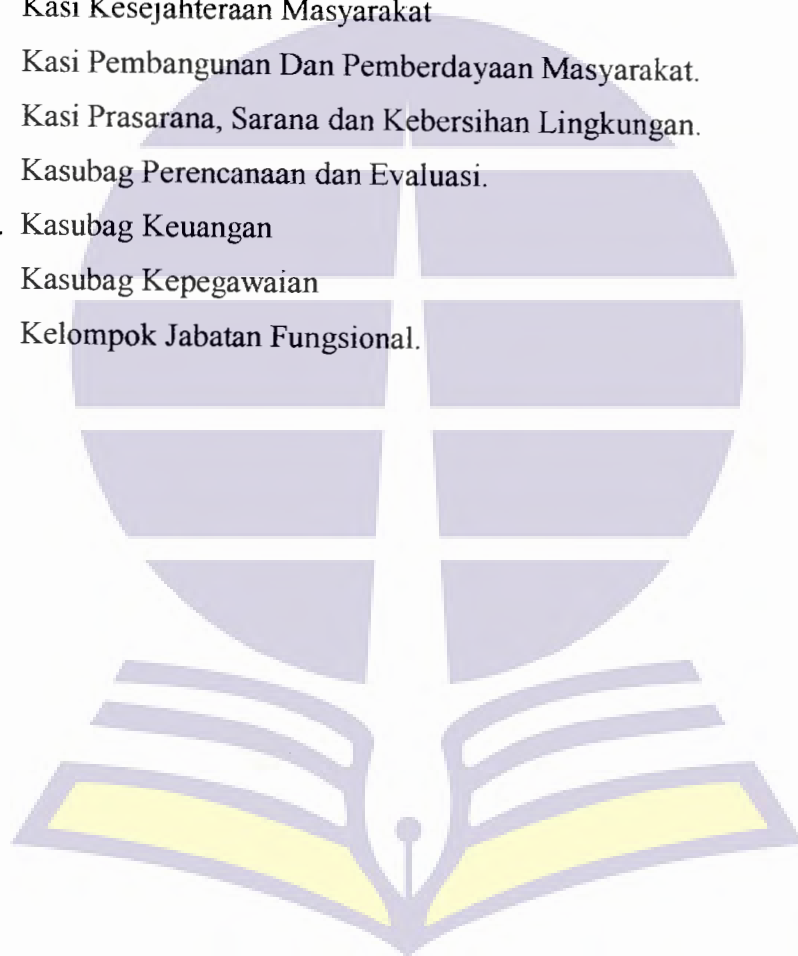 Kasi Kesejahteraan Masyarakat
Kasi Pembangunan Dan Pemberdayaan Masyarakat.
Kasi Prasarana, Sarana dan Kebersihan Lingkungan.
Kasubag Perencanaan dan Evaluasi.
. Kasubag Keuangan
Kasubag Kepegawaian
Kelompok Jabatan Fungsional.